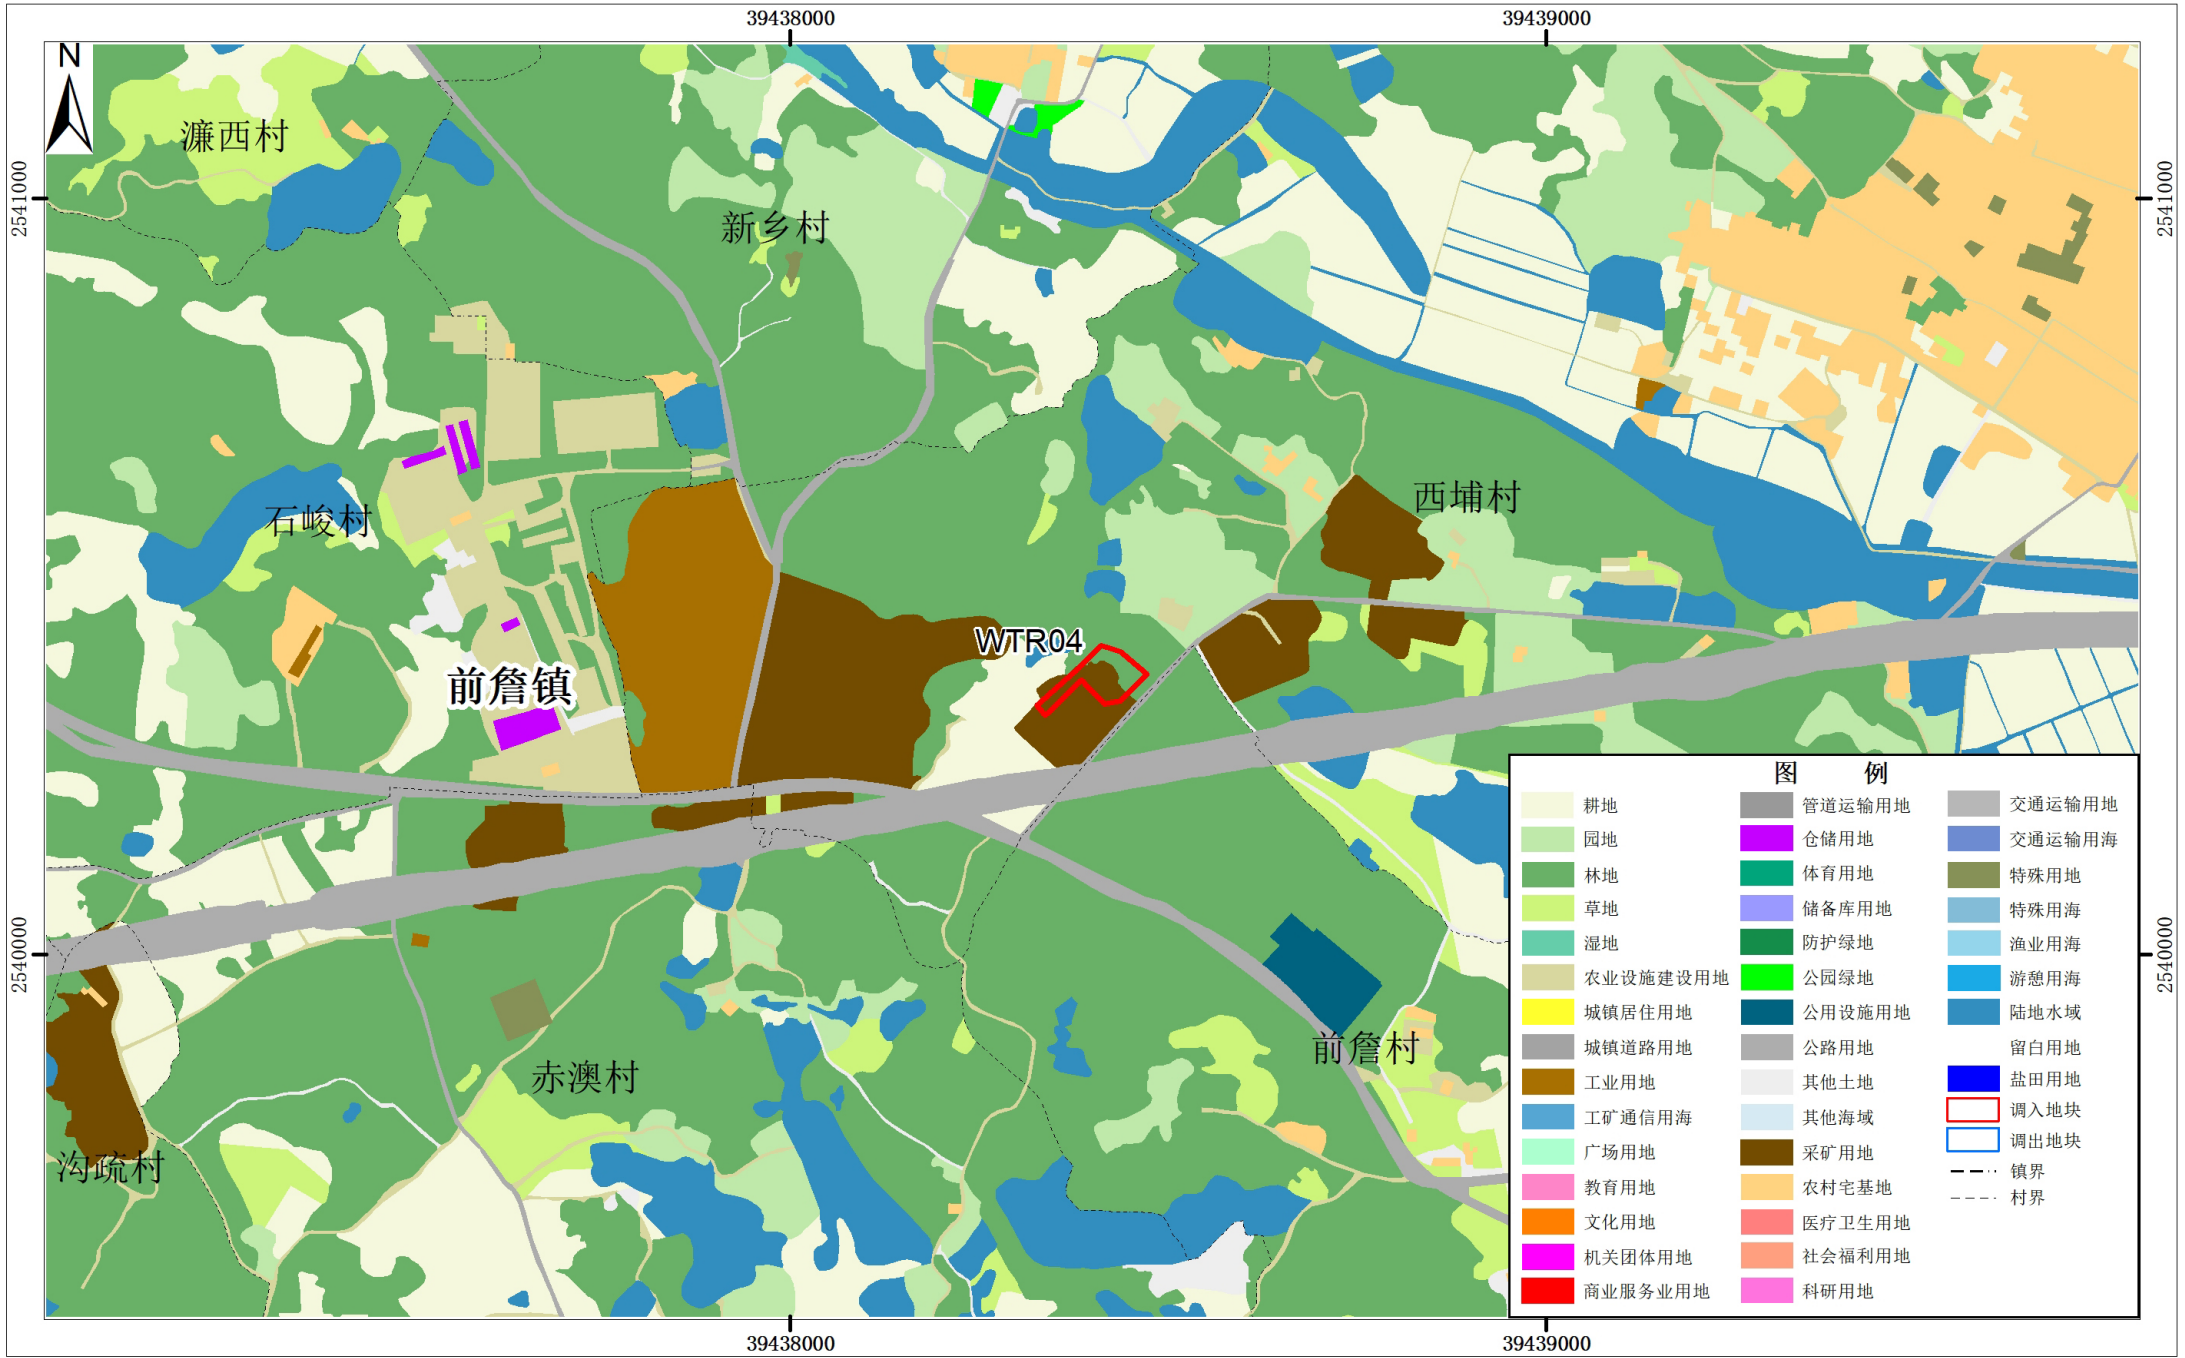 39438000
39439000
N
2541000
2541000
濂西村
新乡村
石峻村
西埔村
WTR04
前詹镇
图 例
耕地
园地
林地
草地
湿地
农业设施建设用地
城镇居住用地
城镇道路用地
工业用地
工矿通信用海
广场用地
教育用地
文化用地
机关团体用地
商业服务业用地
管道运输用地
仓储用地
体育用地
储备库用地
防护绿地
公园绿地
公用设施用地
公路用地
其他土地
其他海域
采矿用地
农村宅基地
医疗卫生用地
社会福利用地
科研用地
交通运输用地
交通运输用海
特殊用地
特殊用海
渔业用海
游憩用海
陆地水域
留白用地
盐田用地
调入地块
调出地块
镇界
村界
2540000
2540000
前詹村
赤澳村
沟疏村
39438000
39439000